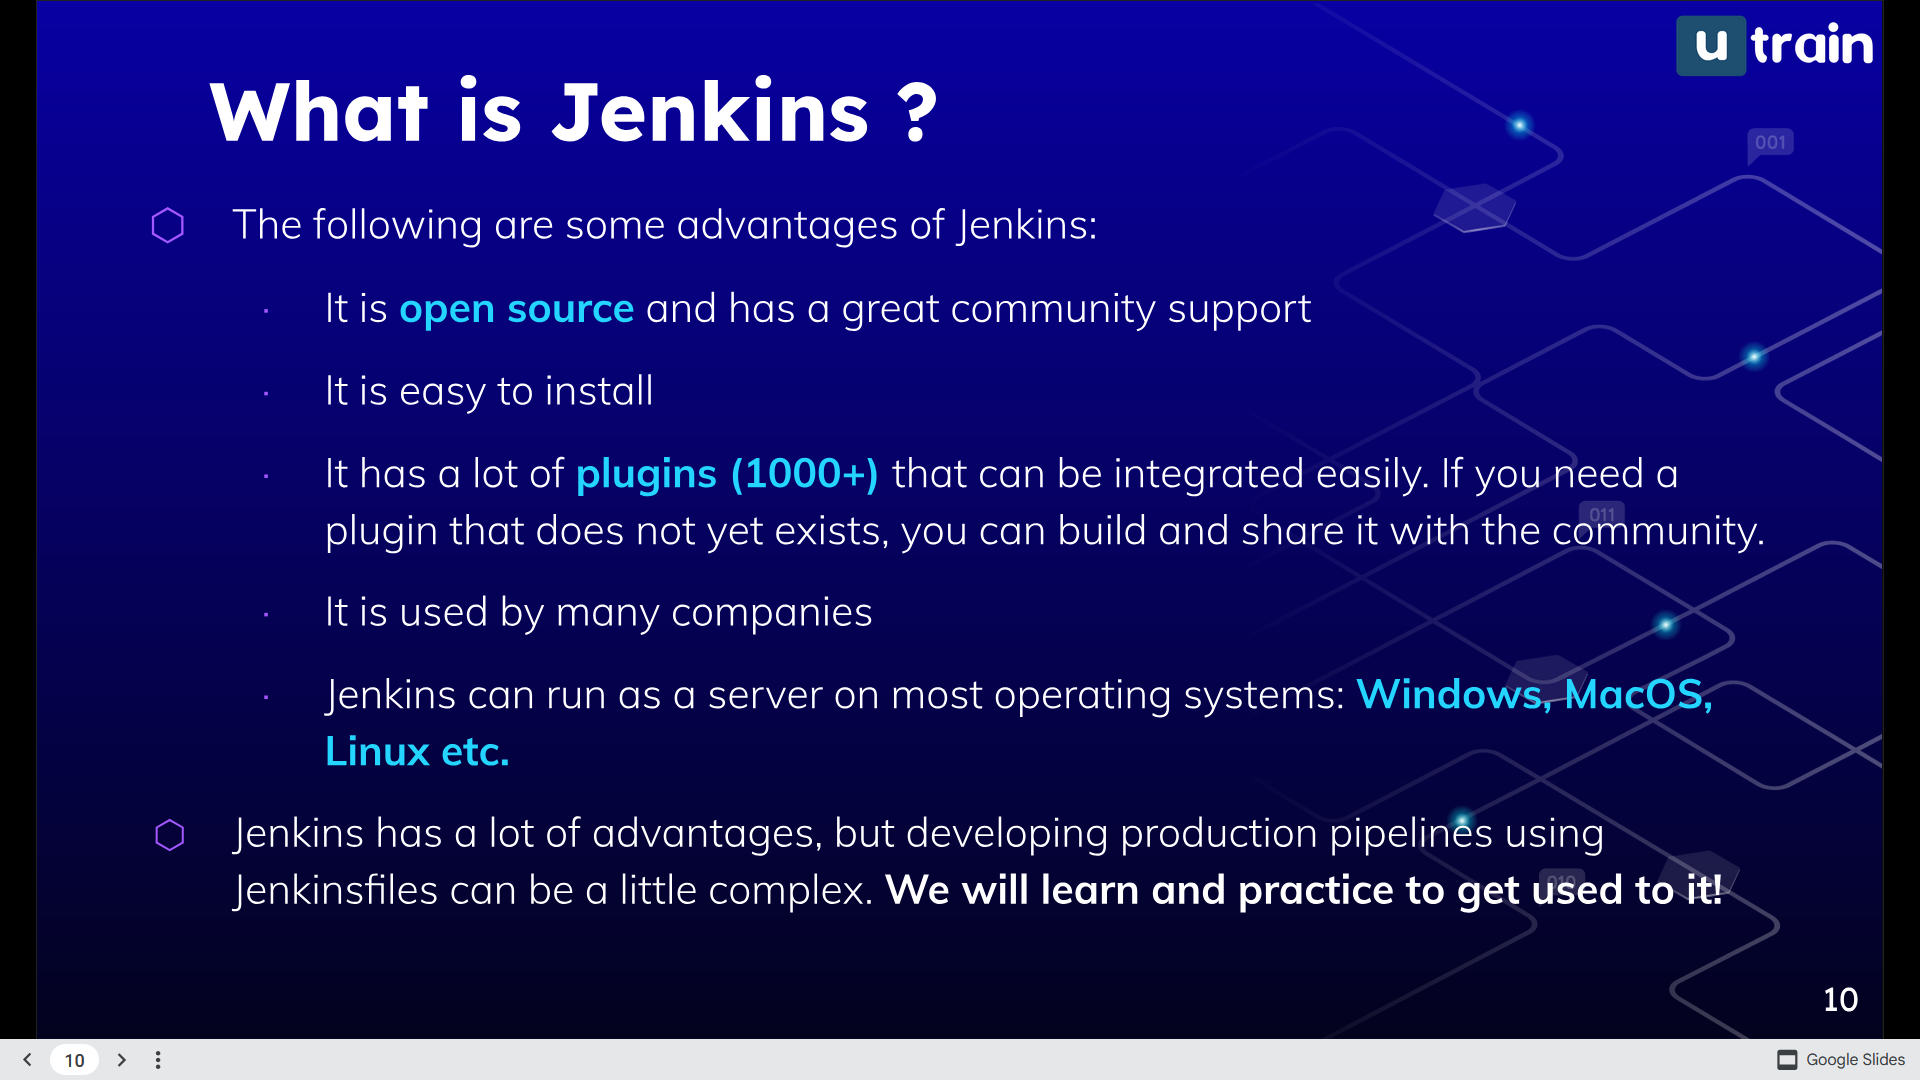 u train
What is Jenkins ?
001
The following are some advantages of Jenkins:
It is open source and has a great community support
It is easy to install
It has a lot of plugins (1000+) that can be integrated easily. If you need a
011
plugin that does not yet exists, you can build and share it with the community.
It is used by many companies
Jenkins can run as a server on most operating systems: Windows, MacOS,
Linux etc.
Jenkins has a lot of advantages, but developing production pipelines using
Jenkinsfiles can be a little complex. We will learn and practice to get used to it!
010
10
10
Google Slides